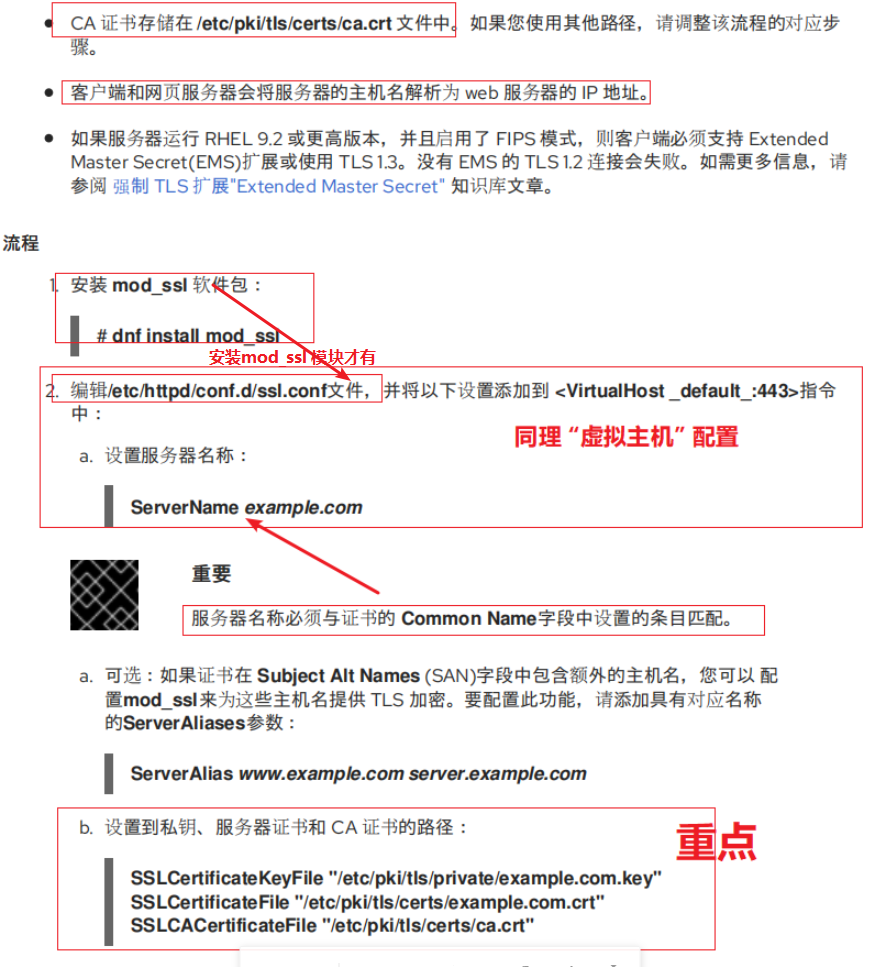 ● CA 证书存储在 /etc/pki/tls/certs/ca.crt 文件中。如果您使用其他路径，请调整该流程的对应步
骤。
● 客户端和网页服务器会将服务器的主机名解析为 web 服务器的 IP 地址。
● 如果服务器运行 RHEL 9.2 或更高版本，并且启用了 FIPS 模式，则客户端必须支持 Extended
Master Secret(EMS)扩展或使用 TLS 1.3。没有 EMS 的 TLS 1.2 连接会失败。如需更多信息，请
参阅 强制 TLS 扩展"Extended Master Secret" 知识库文章。
流程
1. 安装 mod_ssl 软件包：
# dnf install mod_ssl
安装mod_ssl 模块才有
2. 编辑/etc/httpd/conf.d/ssl.conf文件，并将以下设置添加到 <VirtualHost _default_:443>指令
中：
同理 “虚拟主机” 配置
a. 设置服务器名称：
ServerName example.com
重要
服务器名称必须与证书的 Common Name字段中设置的条目匹配。
a. 可选：如果证书在 Subject Alt Names (SAN)字段中包含额外的主机名，您可以 配
置mod_ssl来为这些主机名提供 TLS 加密。要配置此功能，请添加具有对应名称
的ServerAliases参数：
ServerAlias www.example.com server.example.com
b. 设置到私钥、服务器证书和 CA 证书的路径：
重点
SSLCertificateKeyFile "/etc/pki/tls/private/example.com.key"
SSLCertificateFile "/etc/pki/tls/certs/example.com.crt"
SSLCACertificateFile "/etc/pki/tls/certs/ca.crt"